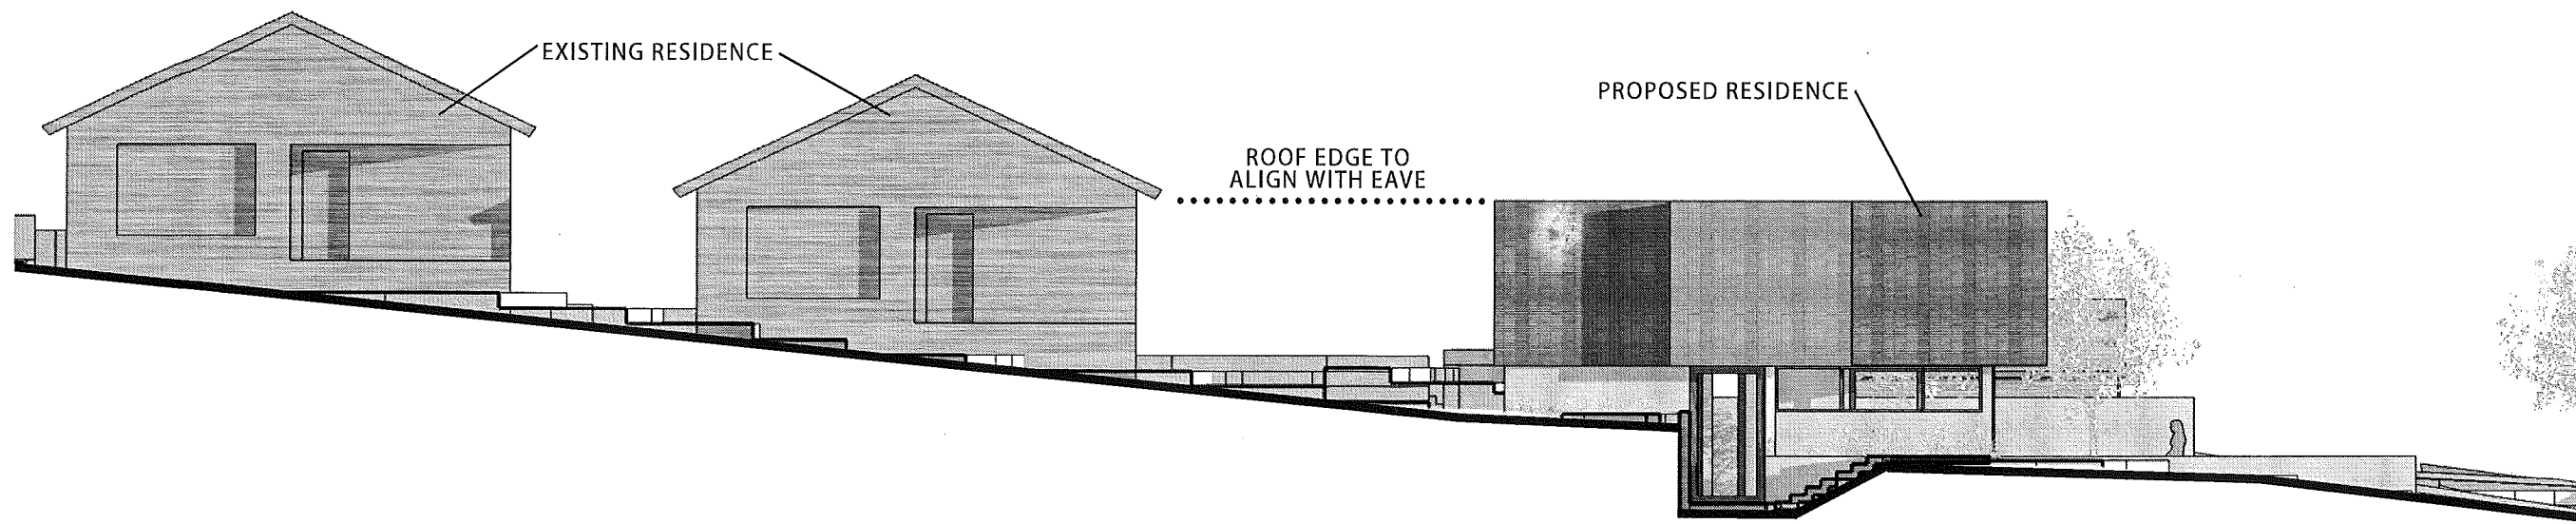 EXISTING RESIDENCE
PROPOSED RESIDENCE
ROOF EDGE TO
ALIGN WITH EAVE